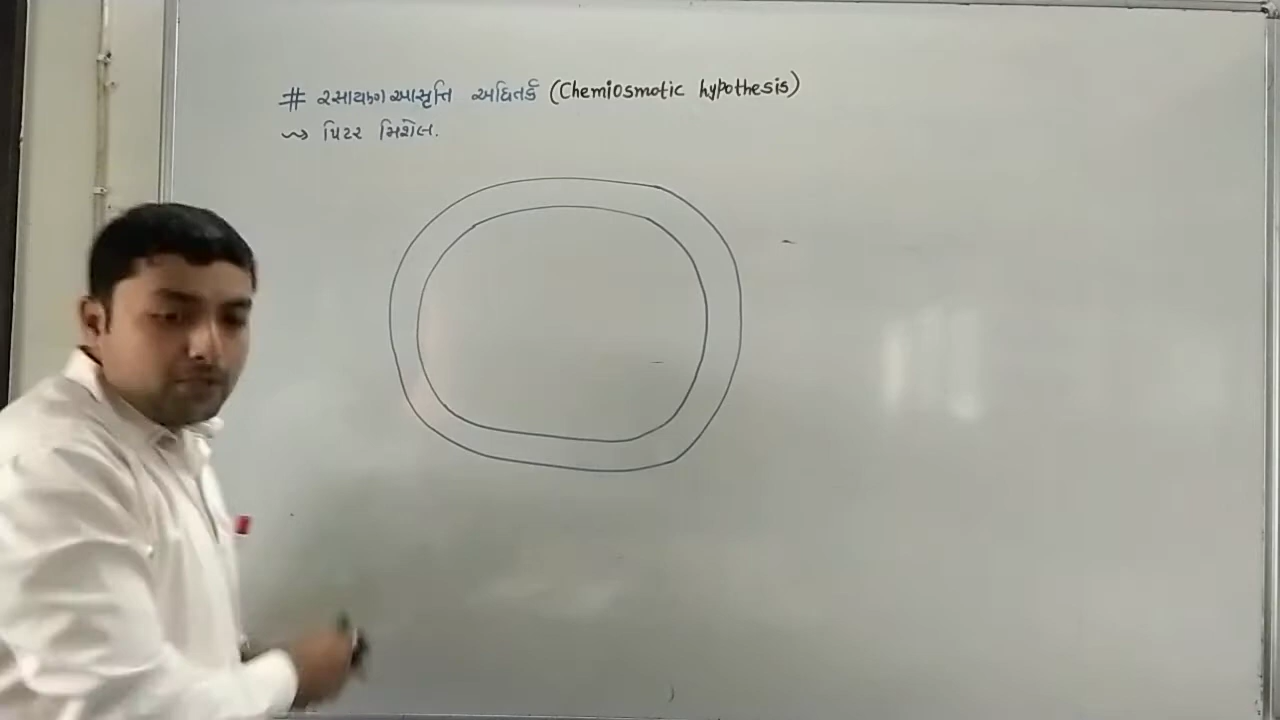 # રસાયણ આસૃતિ અધિતર્ક (Chemiosmotic hypothesis)
⇝ પિટર મિશેલ.